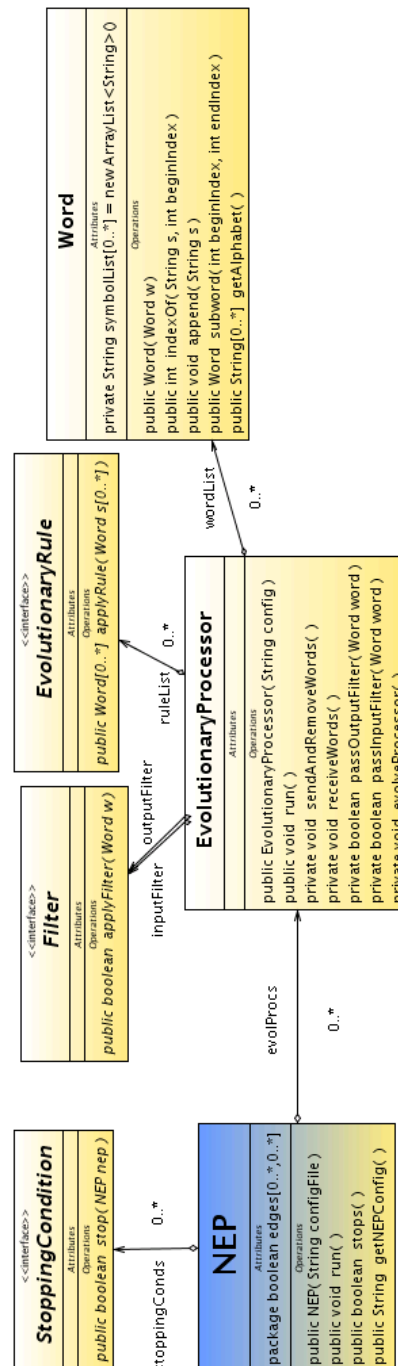 <<interface>>
StoppingCondition
Attributes
Operations
public boolean stop( NEP nep )
toppingConds
0..*
NEP
Attributes
package boolean edges[0..*,0..*]
Operations
public NEP( String configFile )
public void run( )
public boolean stops( )
public String getNEPConfig( )
evolProcs
0..*
<<interface>>
Filter
Attributes
Operations
public boolean applyFilter( Word w )
inputFilter
outputFilter
<<interface>>
EvolutionaryRule
Attributes
Operations
public Word[0..*] applyRule( Word s[0..*] )
ruleList
0..*
EvolutionaryProcessor
Attributes
Operations
public EvolutionaryProcessor( String config )
public void run( )
private void sendAndRemoveWords( )
private void receiveWords( )
private boolean passOutputFilter( Word word )
private boolean passInputFilter( Word word )
private void evolveProcessor( )
wordList
0..*
Word
Attributes
private String symbolList[0..*] = new ArrayList<String>()
Operations
public Word( Word w )
public int indexOf( String s, int beginIndex )
public void append( String s )
public Word subword( int beginIndex, int endIndex )
public String[0..*] getAlphabet( )